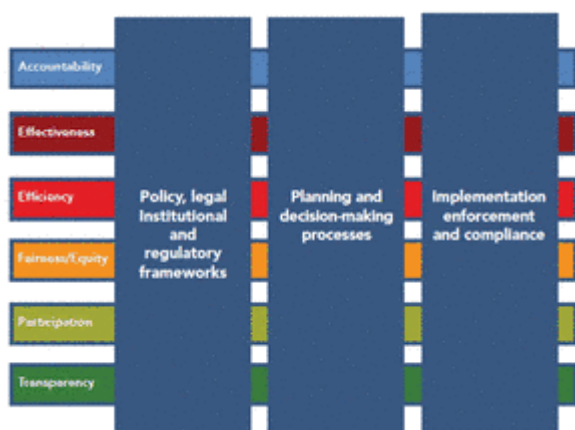 Accountability
Effectiveness
Efficiency
Fairness/Equity
Participation
Transparency
Policy, legal
Institutional
and
regulatory
frameworks
Planning and
decision-making
processes
Implementation
enforcement
and compliance